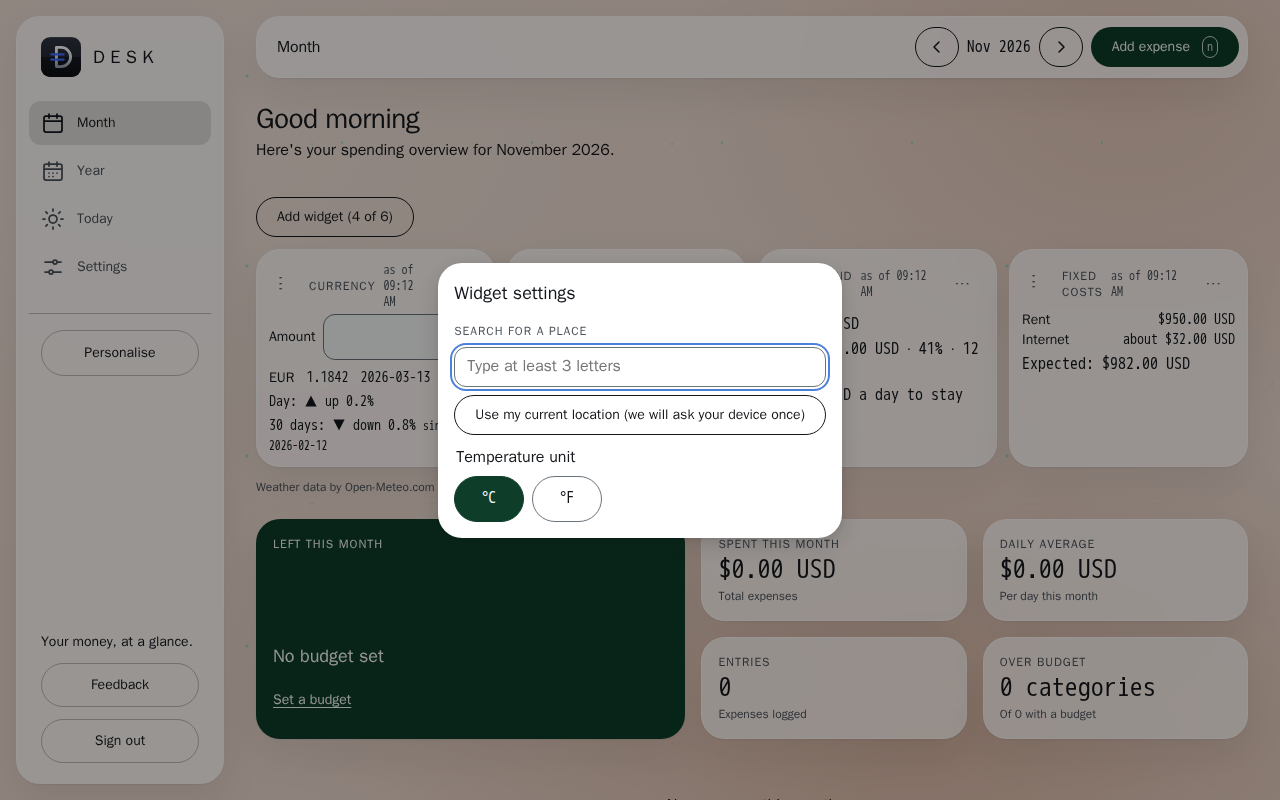 DESK
Month
Year
Today
Settings
Personalise
Your money, at a glance.
Feedback
Sign out
Month
Nov 2026
Add expense n
Good morning
Here's your spending overview for November 2026.
Add widget (4 of 6)
CURRENCY
as of
09:12
AM
Amount
EUR 1.1842 2026-03-13
Day: ▲ up 0.2%
30 days: ▼ down 0.8%
2026-02-12
Weather data by Open-Meteo.com
Widget settings
SEARCH FOR A PLACE
Type at least 3 letters
Use my current location (we will ask your device once)
Temperature unit
°C
°F
as of 09:12
AM
...
.00 USD · 41% · 12
a day to stay
FIXED
COSTS
as of 09:12
AM
...
Rent $950.00 USD
Internet about $32.00 USD
Expected: $982.00 USD
LEFT THIS MONTH
No budget set
Set a budget
SPENT THIS MONTH
$0.00 USD
Total expenses
DAILY AVERAGE
$0.00 USD
Per day this month
ENTRIES
0
Expenses logged
OVER BUDGET
0 categories
Of 0 with a budget